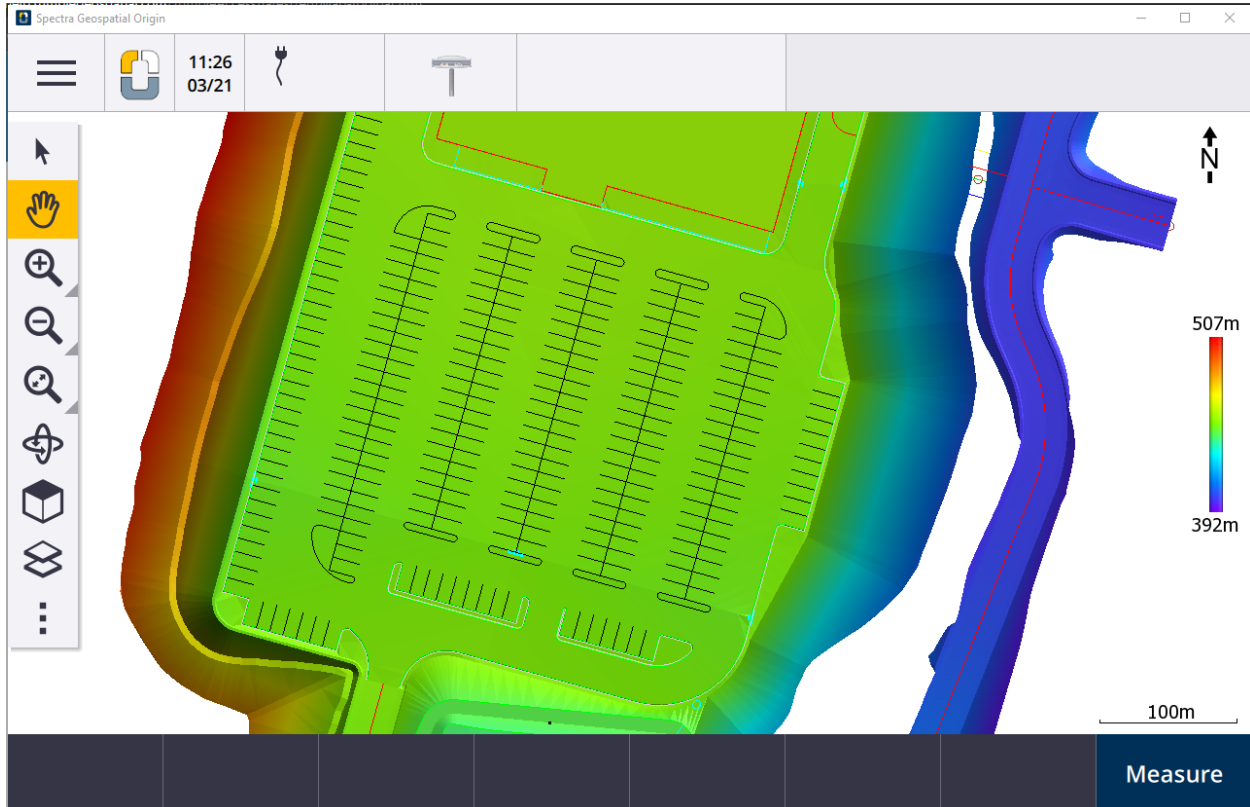 Spectra Geospatial Origin
11:26
03/21
N
507m
392m
100m
Measure